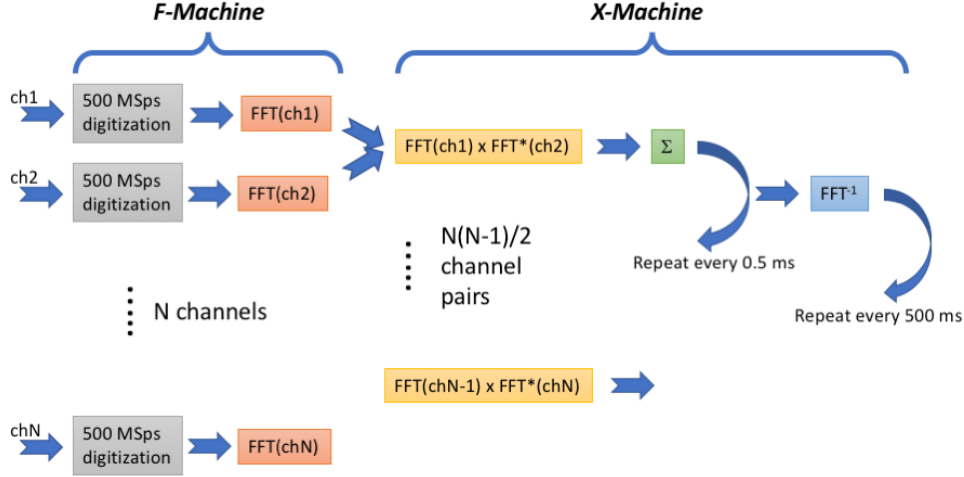 F-Machine
X-Machine
ch1
500 MSps
digitization
FFT(ch1)
ch2
500 MSps
digitization
FFT(ch2)
FFT(ch1) x FFT*(ch2)
Σ
FFT-1
Repeat every 0.5 ms
Repeat every 500 ms
N(N-1)/2
channel
pairs
N channels
FFT(chN-1) x FFT*(chN)
chN
500 MSps
digitization
FFT(chN)